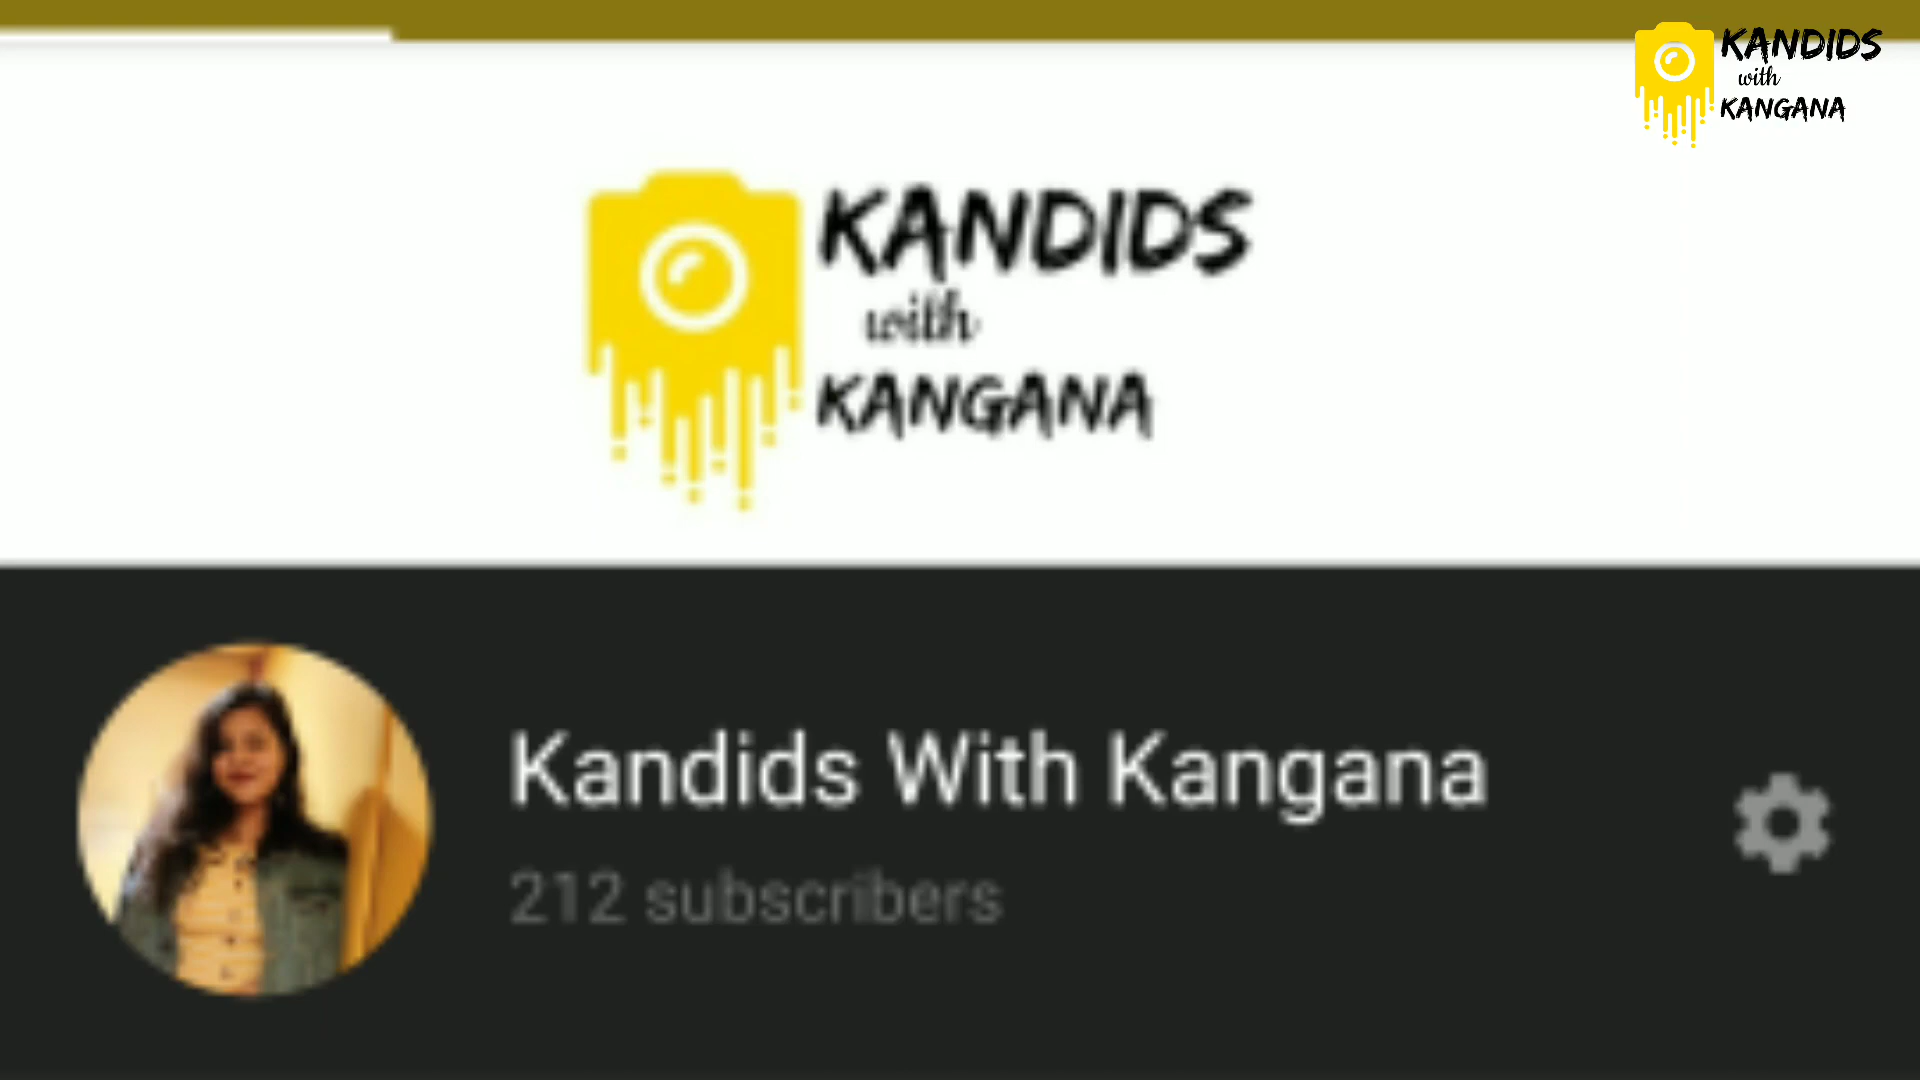 KANDIDS
with
KANGANA
KANDIDS
with
KANGANA
Kandids With Kangana
212 subscribers